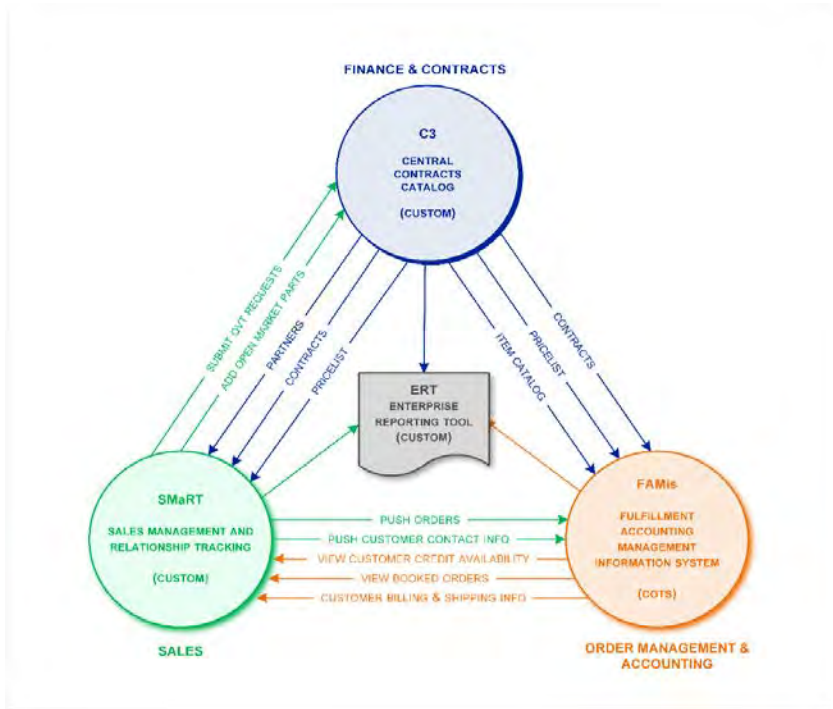 FINANCE & CONTRACTS
C3
CENTRAL
CONTRACTS
CATALOG
(CUSTOM)
SUBMIT QVT REQUESTS
ADD OPEN MARKET PARTS
PARTNERS
CONTRACTS
PRICELIST
ITEM CATALOG
PRICELIST
CONTRACTS
ERT
ENTERPRISE
REPORTING TOOL
(CUSTOM)
SMaRT
SALES MANAGEMENT AND
RELATIONSHIP TRACKING
(CUSTOM)
PUSH ORDERS
PUSH CUSTOMER CONTACT INFO
VIEW CUSTOMER CREDIT AVAILABILITY
VIEW BOOKED ORDERS
CUSTOMER BILLING & SHIPPING INFO
FAMis
FULFILLMENT
ACCOUNTING
MANAGEMENT
INFORMATION SYSTEM
(COTS)
SALES
ORDER MANAGEMENT &
ACCOUNTING